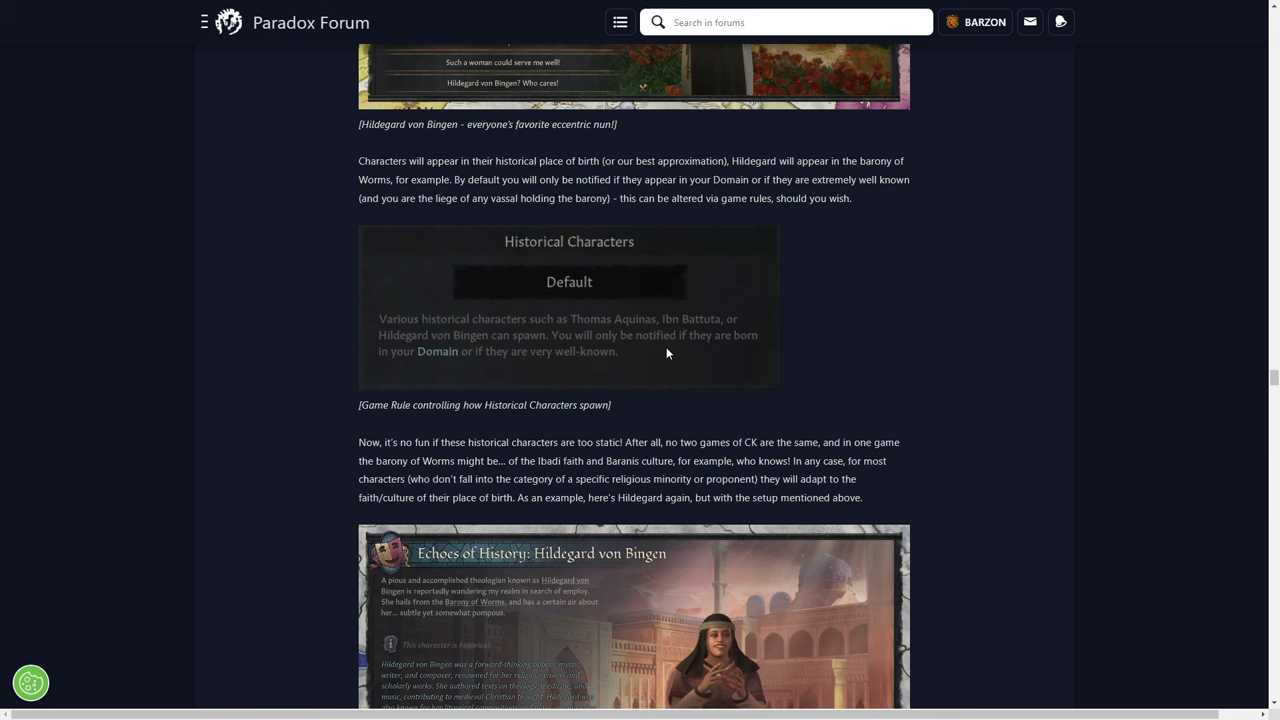 Paradox Forum
Search in forums
BARZON
Such a woman could serve me well!
Hildegard von Bingen? Who cares!
[Hildegard von Bingen - everyone's favorite eccentric nun!]
Characters will appear in their historical place of birth (or our best approximation), Hildegard will appear in the barony of
Worms, for example. By default you will only be notified if they appear in your Domain or if they are extremely well known
(and you are the liege of any vassal holding the barony) - this can be altered via game rules, should you wish.
Historical Characters
Default
Various historical characters such as Thomas Aquinas, Ibn Battuta, or
Hildegard von Bingen can spawn. You will only be notified if they are born
in your Domain or if they are very well-known.
[Game Rule controlling how Historical Characters spawn]
Now, it's no fun if these historical characters are too static! After all, no two games of CK are the same, and in one game
the barony of Worms might be... of the Ibadi faith and Baranis culture, for example, who knows! In any case, for most
characters (who don't fall into the category of a specific religious minority or proponent) they will adapt to the
faith/culture of their place of birth. As an example, here's Hildegard again, but with the setup mentioned above.
Echoes of History: Hildegard von Bingen
A pious and accomplished theologian known as Hildegard von
Bingen is reportedly wandering my realm in search of employ.
She hails from the Barony of Worms, and has a certain air about
her... subtle yet somewhat pompous.
This character is historical
Hildegard von Bingen was a forward-thinking abbess, mystic,
writer, and composer, renowned for her religious visions and
scholarly works. She authored texts on theology, medicine, and
music, contributing to medieval Christian thought. Hildegard was
also known for her liturgical compositions and